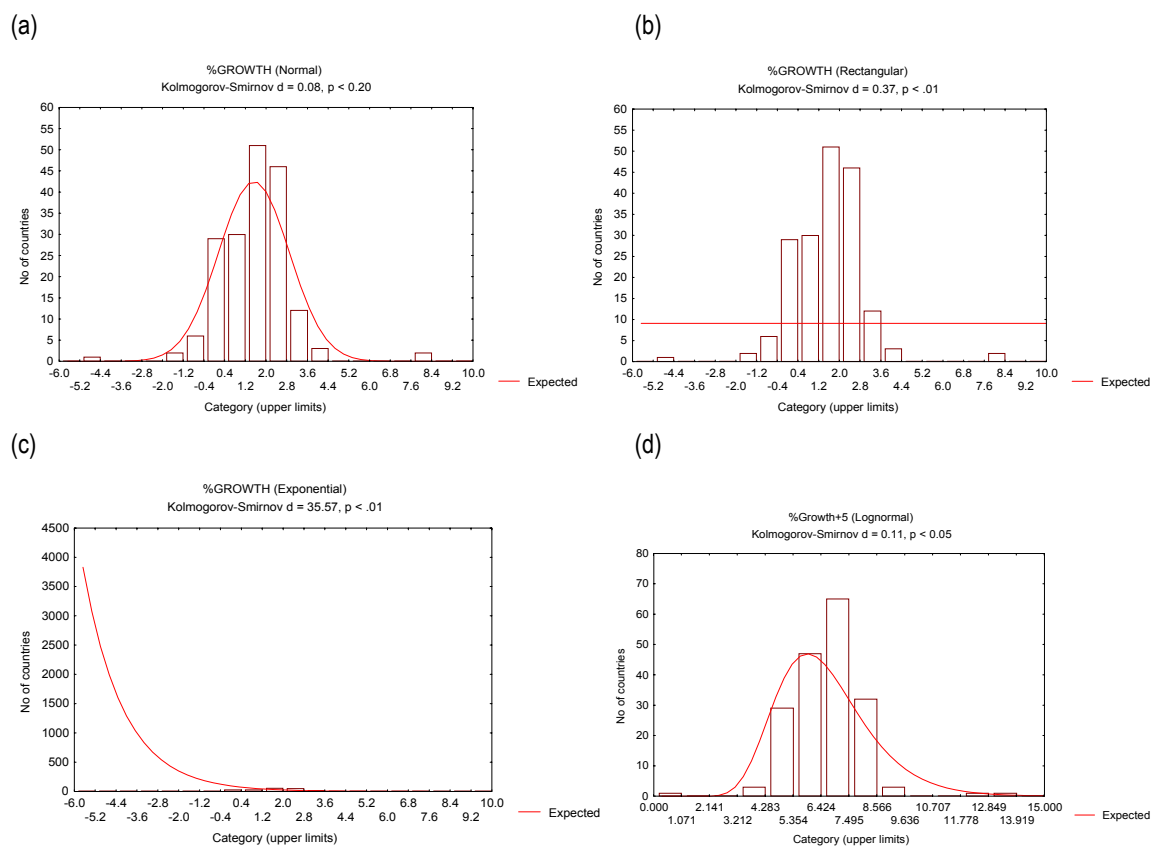 (a)
%GROWTH (Normal)
Kolmogorov-Smirnov d = 0.08, p < 0.20
60
55
50
45
40
35
30
25
20
15
10
5
0
No of countries
-6.0 -4.4 -2.8 -1.2 0.4 2.0 3.6 5.2 6.8 8.4 10.0
-5.2 -3.6 -2.0 -0.4 1.2 2.8 4.4 6.0 7.6 9.2
Category (upper limits)
Expected
(b)
%GROWTH (Rectangular)
Kolmogorov-Smirnov d = 0.37, p < .01
60
55
50
45
40
35
30
25
20
15
10
5
0
No of countries
-6.0 -4.4 -2.8 -1.2 0.4 2.0 3.6 5.2 6.8 8.4 10.0
-5.2 -3.6 -2.0 -0.4 1.2 2.8 4.4 6.0 7.6 9.2
Category (upper limits)
Expected
(c)
%GROWTH (Exponential)
Kolmogorov-Smirnov d = 35.57, p < .01
4500
4000
3500
3000
2500
2000
1500
1000
500
0
No of countries
-6.0 -4.4 -2.8 -1.2 0.4 2.0 3.6 5.2 6.8 8.4 10.0
-5.2 -3.6 -2.0 -0.4 1.2 2.8 4.4 6.0 7.6 9.2
Category (upper limits)
Expected
(d)
%Growth+5 (Lognormal)
Kolmogorov-Smirnov d = 0.11, p < 0.05
80
70
60
50
40
30
20
10
0
No of countries
0.000 2.141 4.283 6.424 8.566 10.707 12.849 15.000
1.071 3.212 5.354 7.495 9.636 11.778 13.919
Category (upper limits)
Expected